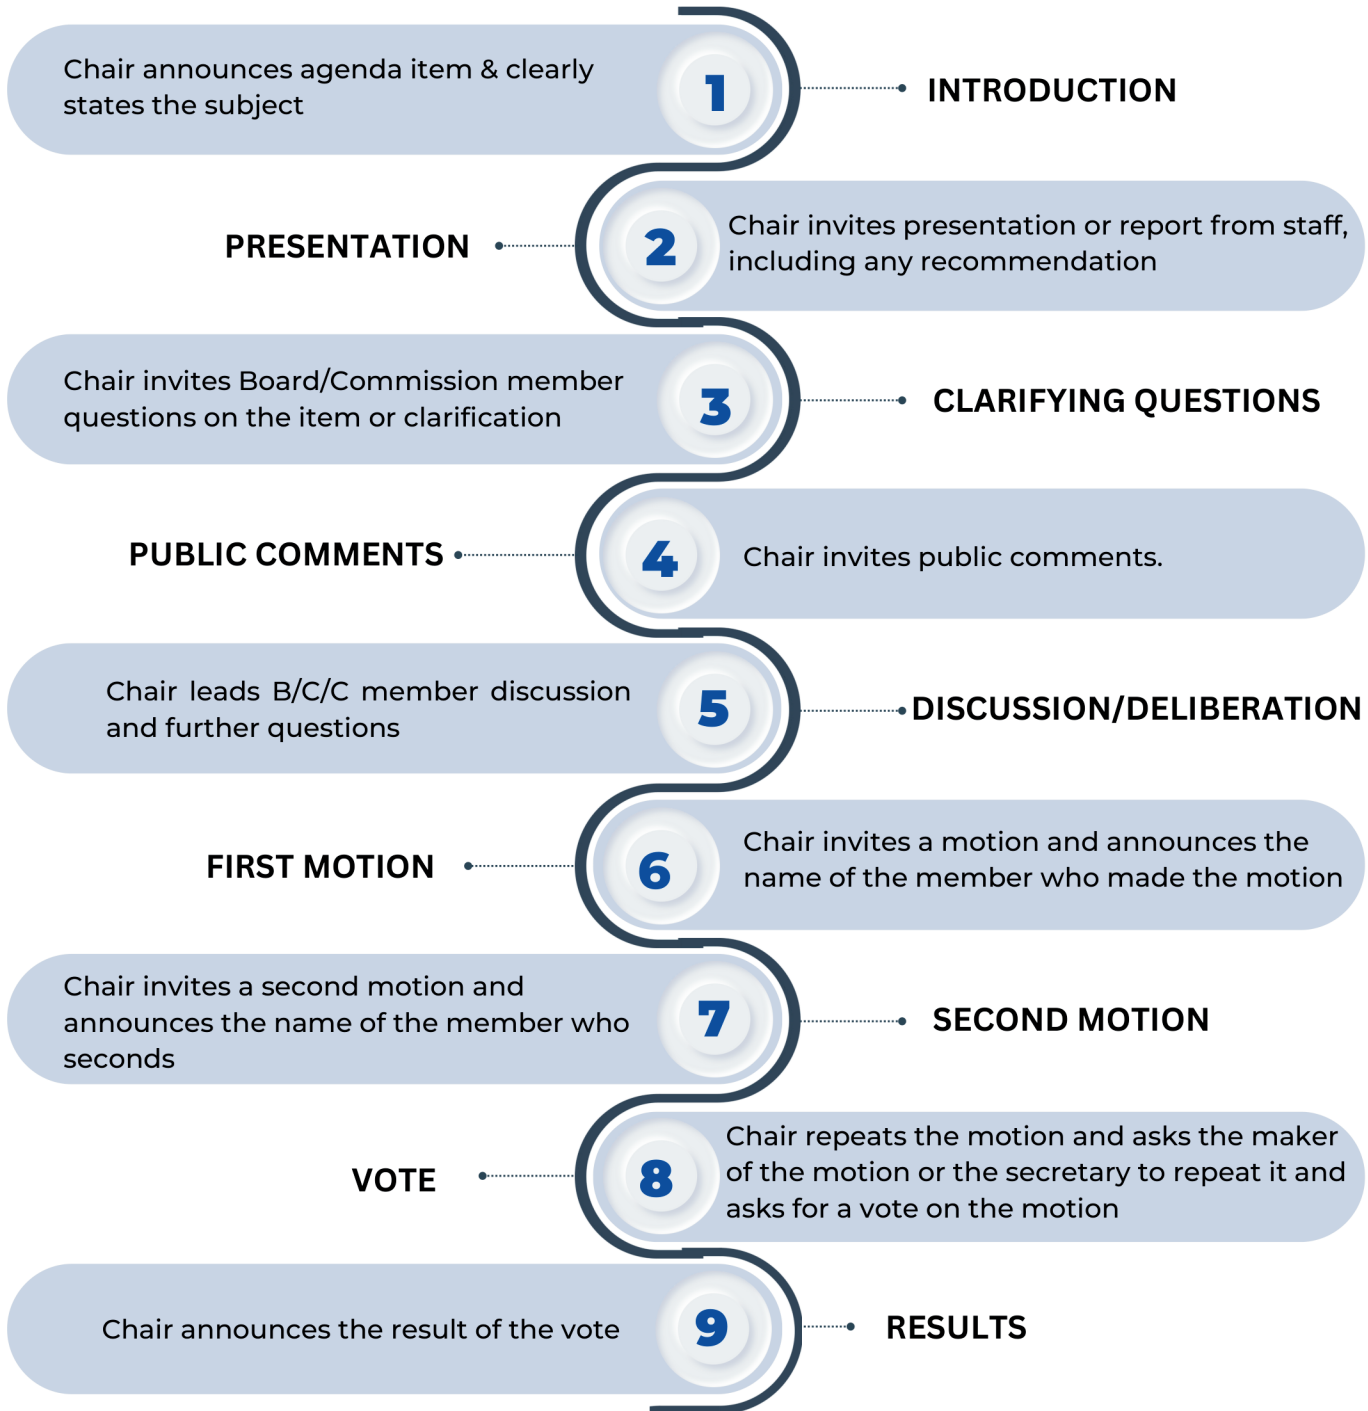 Chair announces agenda item & clearly
states the subject
1
INTRODUCTION
PRESENTATION
2
Chair invites presentation or report from staff,
including any recommendation
Chair invites Board/Commission member
questions on the item or clarification
3
CLARIFYING QUESTIONS
PUBLIC COMMENTS
4
Chair invites public comments.
Chair leads B/C/C member discussion
and further questions
5
DISCUSSION/DELIBERATION
FIRST MOTION
6
Chair invites a motion and announces the
name of the member who made the motion
Chair invites a second motion and
announces the name of the member who
seconds
7
SECOND MOTION
VOTE
8
Chair repeats the motion and asks the maker
of the motion or the secretary to repeat it and
asks for a vote on the motion
Chair announces the result of the vote
9
RESULTS